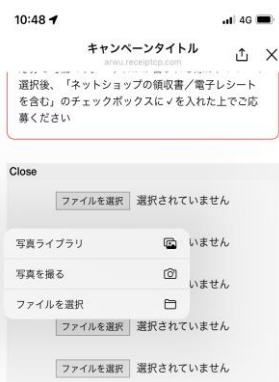 10:48
4G
キャンペーンタイトル
arwu.receiptcp.com
選択後、「ネットショップの領収書／電子レシート
を含む」のチェックボックスに✓を入れた上でご応
募ください
Close
ファイルを選択 選択されていません
写真ライブラリ
いません
写真を撮る
いません
ファイルを選択
ファイルを選択 選択されていません
ファイルを選択 選択されていません